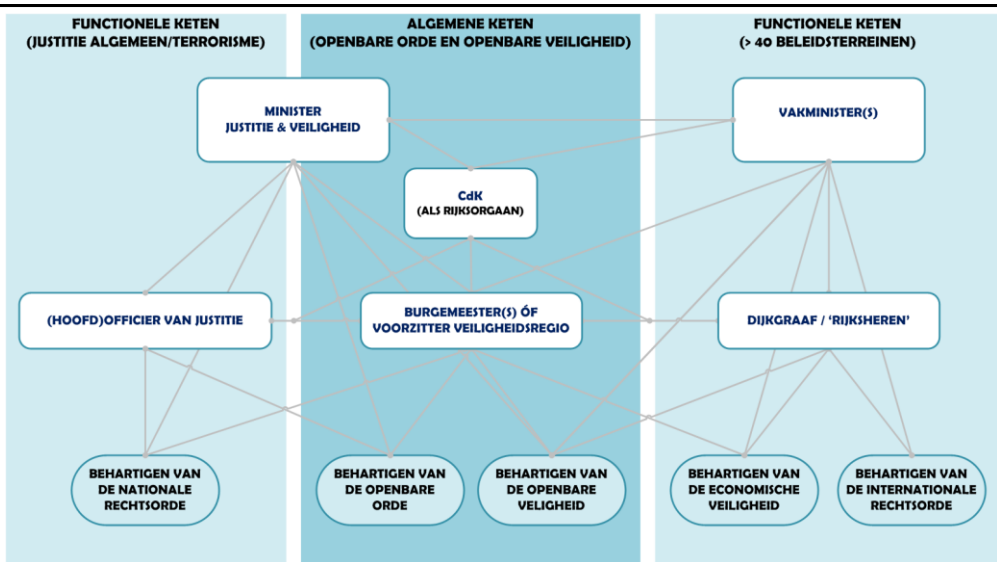 FUNCTIONELE KETEN
(JUSTITIE ALGEMEEN/TERRORISME)
ALGEMENE KETEN
(OPENBARE ORDE EN OPENBARE VEILIGHEID)
FUNCTIONELE KETEN
(> 40 BELEIDSTERREINEN)
MINISTER
JUSTITIE & VEILIGHEID
VAKMINISTER(S)
CdK
(ALS RIJKSORGAAN)
(HOOFD)OFFICIER VAN JUSTITIE
BURGEMEESTER(S) ÓF
VOORZITTER VEILIGHEIDSREGIO
DIJKGRAAF / ‘RIJKSHEREN’
BEHARTIGEN VAN
DE NATIONALE
RECHTSORDE
BEHARTIGEN VAN
DE OPENBARE
ORDE
BEHARTIGEN VAN
DE OPENBARE
VELIGHEID
BEHARTIGEN VAN
DE ECONOMISCHE
VEILIGHEID
BEHARTIGEN VAN
DE INTERNATIONALE
RECHTSORDE